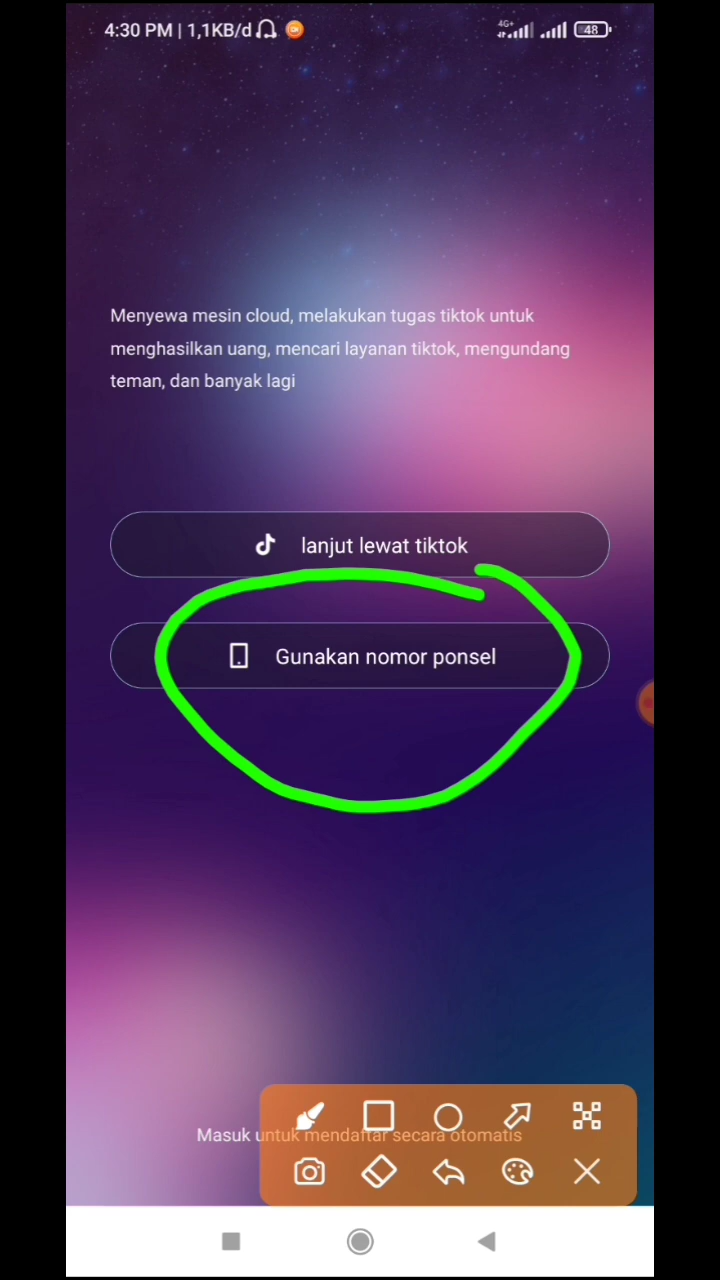 4:30 PM | 1,1KB/d 4G+ 48
Menyewa mesin cloud, melakukan tugas tiktok untuk
menghasilkan uang, mencari layanan tiktok, mengundang
teman, dan banyak lagi
lanjut lewat tiktok
Gunakan nomor ponsel
Masuk untuk mendaftar secara otomatis